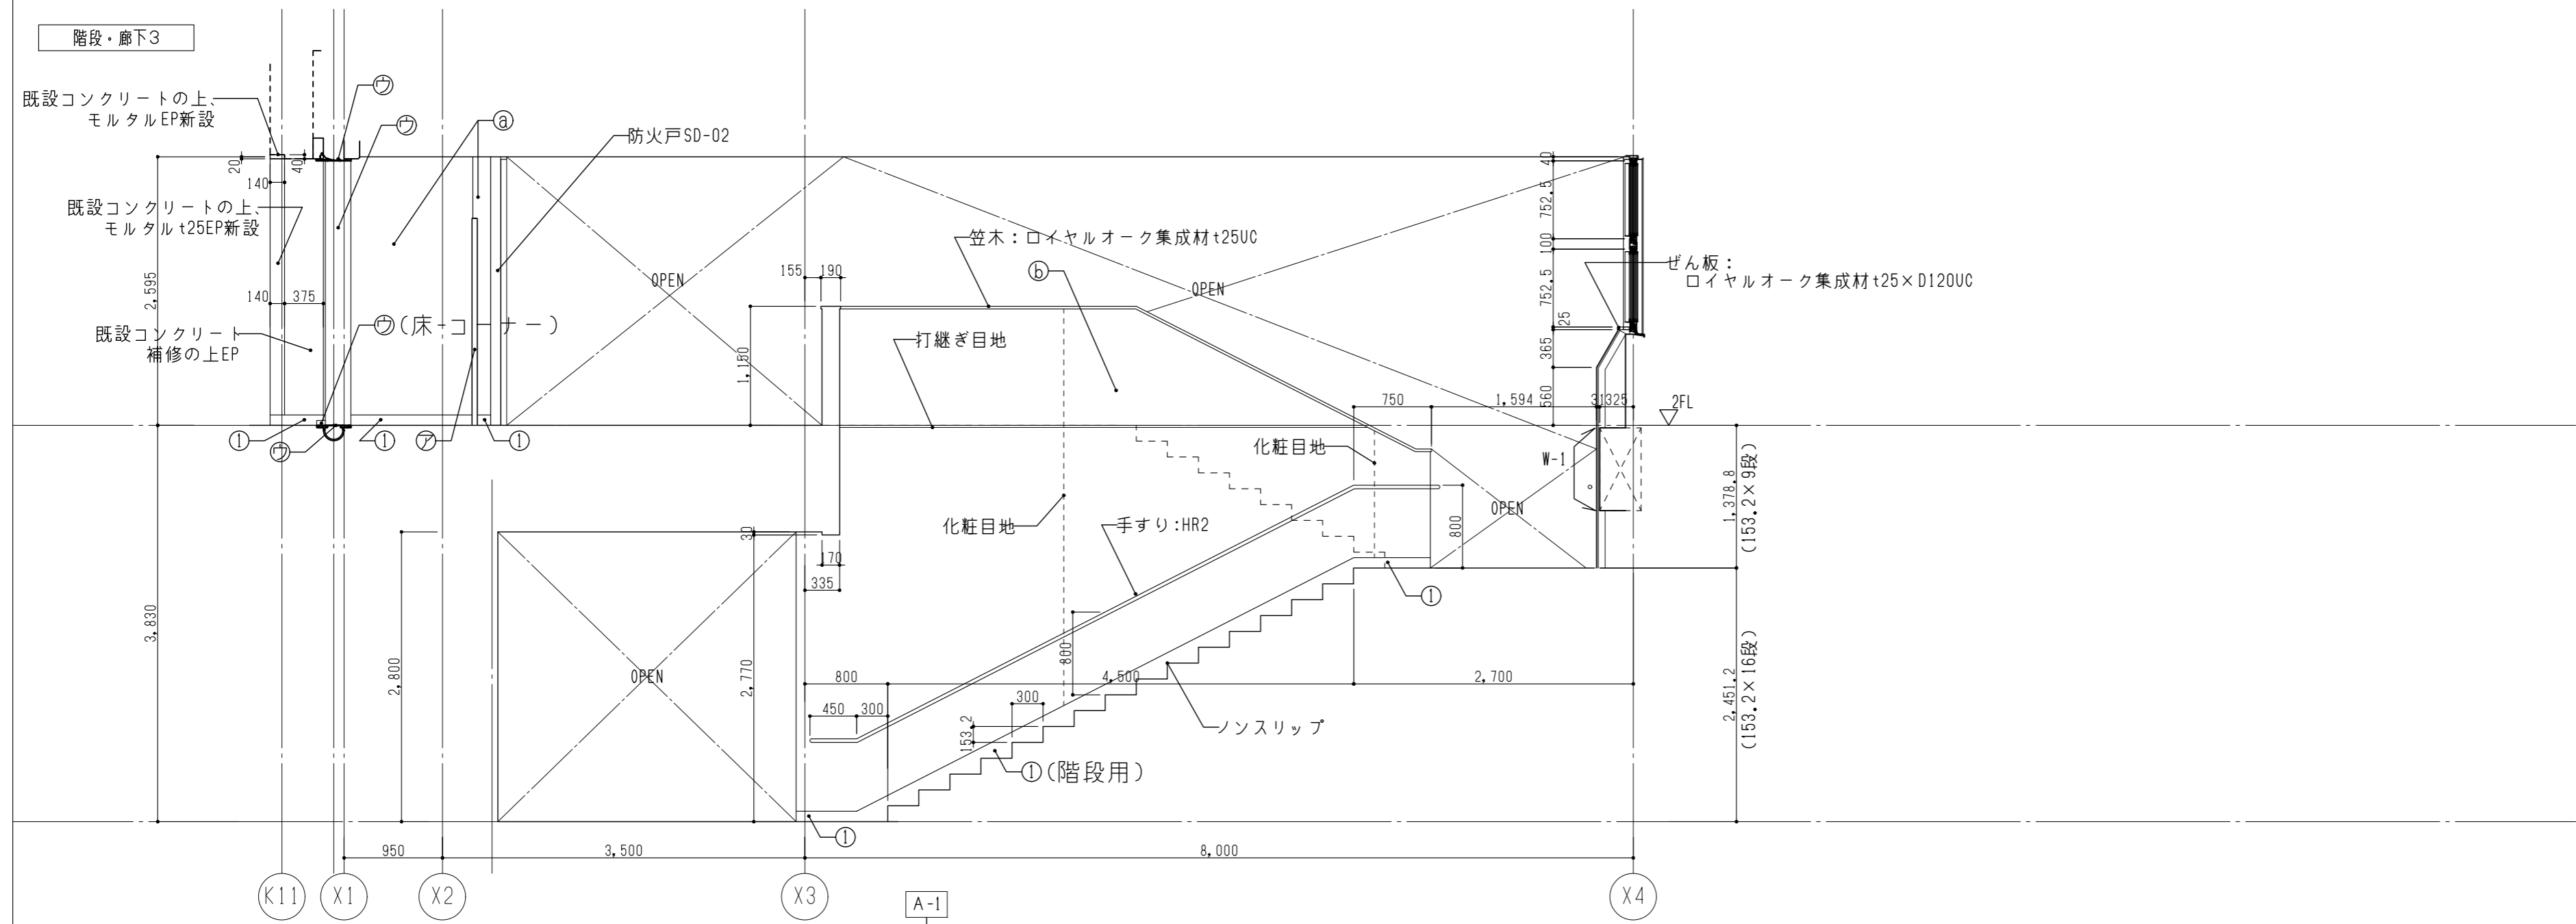 階段・廊下3
既設コンクリートの上、
モルタルEP新設
㋒
㋒
ⓐ
防火戸SD-02
20
140
40
既設コンクリートの上、
モルタルt25EP新設
2,595
140
375
既設コンクリート
補修の上EP
㋒(床-コーナー)
OPEN
155
190
笠木：ロイヤルオーク集成材t25UC
ⓑ
打継ぎ目地
1,150
OPEN
40
752.5
100
752.5
25
365
560
ぜん板：
ロイヤルオーク集成材t25×D120UC
750
1,594
31325
2FL
①
㋒
①
㋐
①
化粧目地
W-1
OPEN
1,378.8
(153.2×9段)
化粧目地
手すり：HR2
800
30
170
335
①
3,830
2,800
OPEN
2,770
800
800
4,500
2,700
2,451.2
(153.2×16段)
450
300
300
153.2
ノンスリップ
①(階段用)
①
950
3,500
8,000
K11
X1
X2
X3
X4
A-1